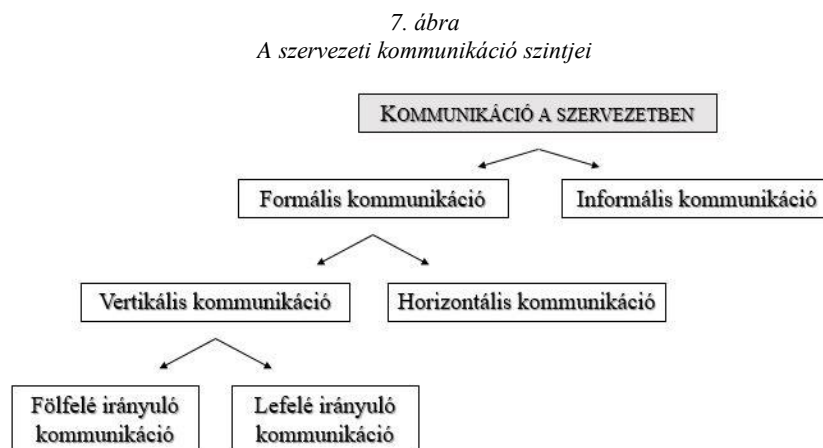 7. ábra
A szervezeti kommunikáció szintjei
KOMMUNIKÁCIÓ A SZERVEZETBEN
Formális kommunikáció
Informális kommunikáció
Vertikális kommunikáció
Horizontális kommunikáció
Fölfelé irányuló
kommunikáció
Lefelé irányuló
kommunikáció